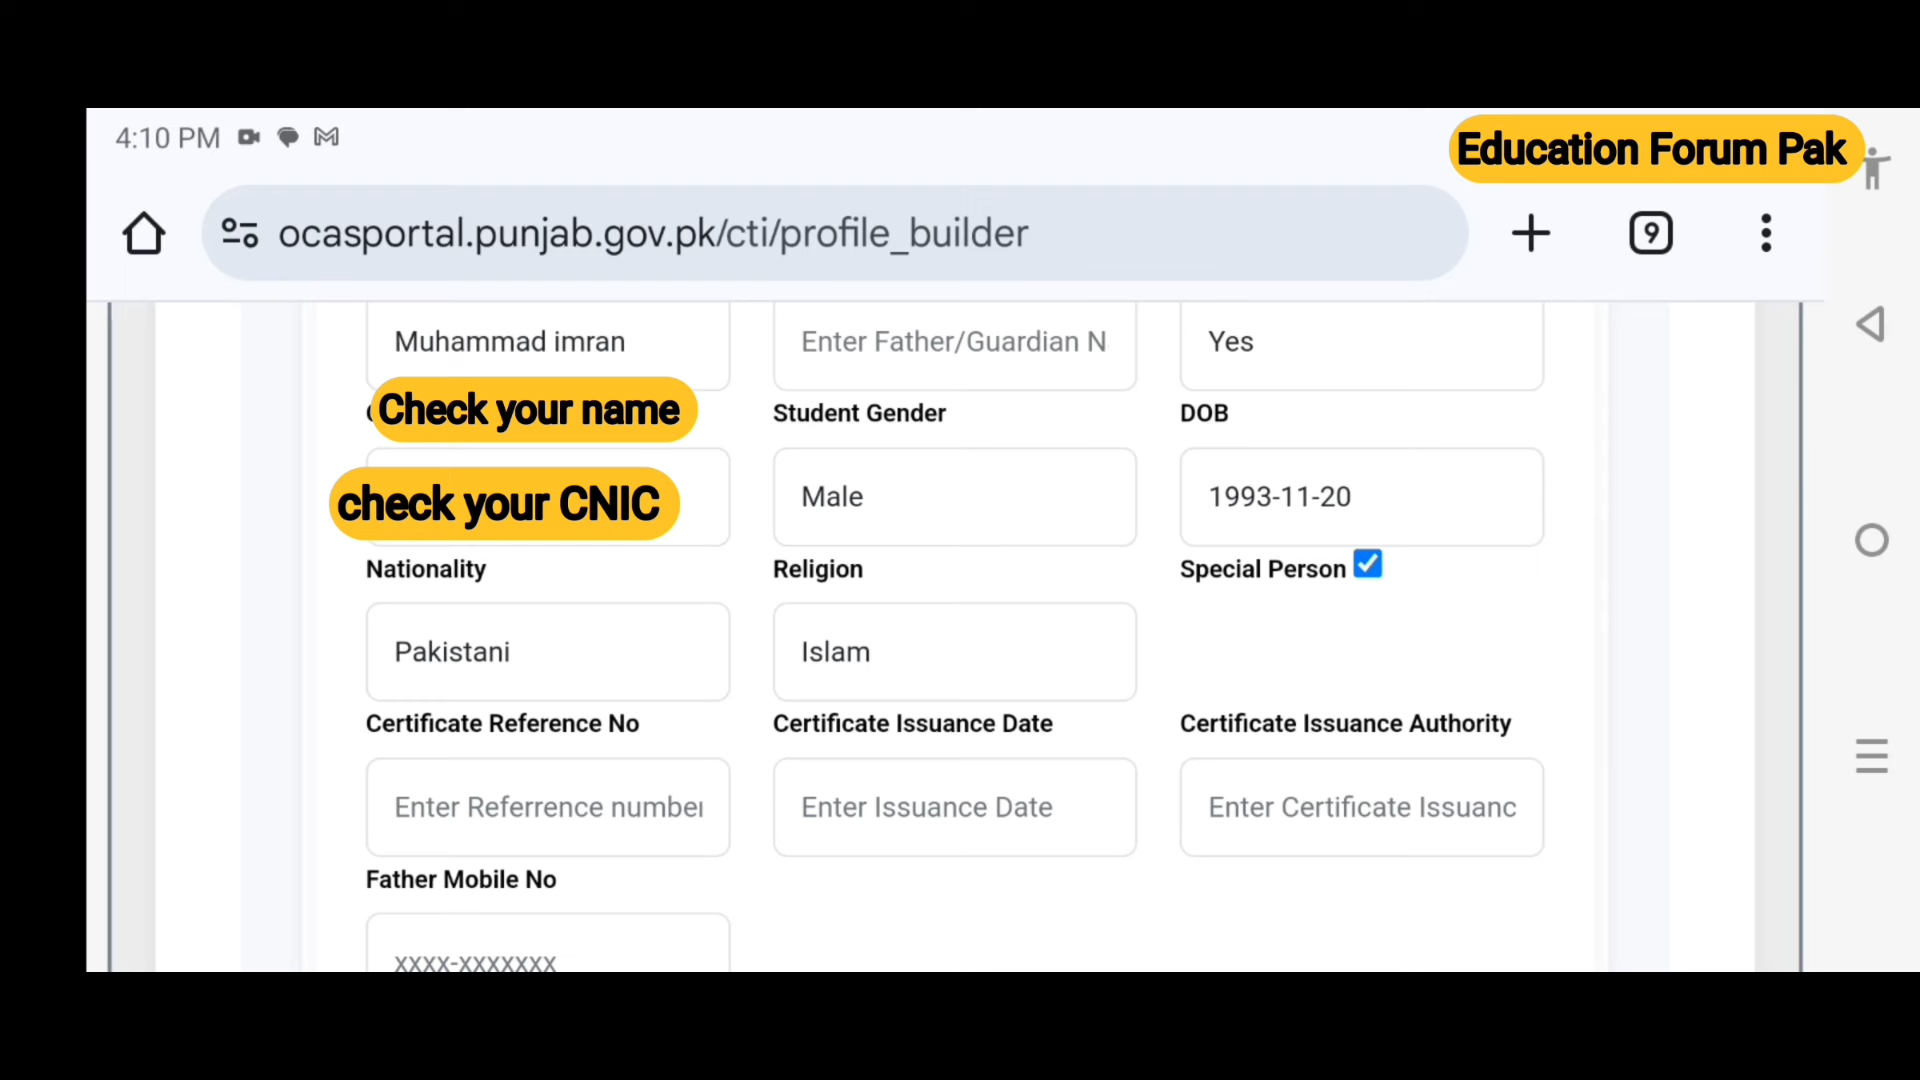 4:10 PM
Education Forum Pak
ocasportal.punjab.gov.pk/cti/profile_builder
9
Muhammad imran
Enter Father/Guardian N
Yes
Check your name
Student Gender
DOB
check your CNIC
Male
1993-11-20
Nationality
Religion
Special Person
Pakistani
Islam
Certificate Reference No
Certificate Issuance Date
Certificate Issuance Authority
Enter Referrence number
Enter Issuance Date
Enter Certificate Issuanc
Father Mobile No
xxxx-xxxxxxx